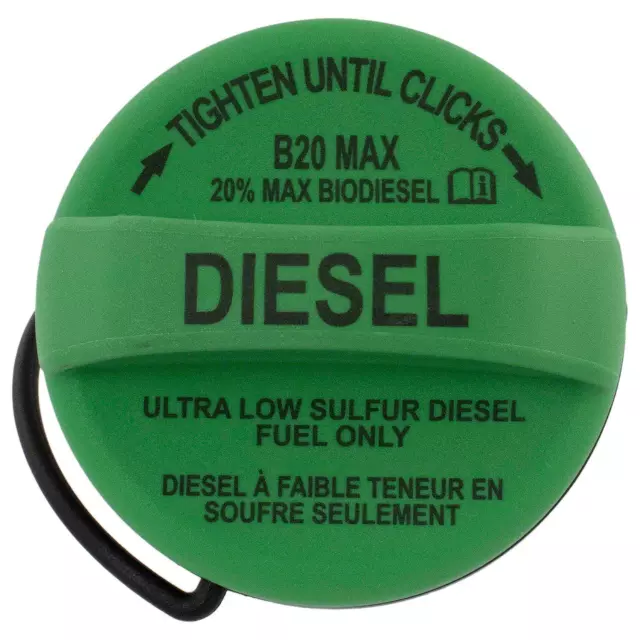 TIGHTEN UNTIL CLICKS
B20 MAX
20% MAX BIODIESEL
DIESEL
ULTRA LOW SULFUR DIESEL
FUEL ONLY
DIESEL À FAIBLE TENEUR EN
SOUFRE SEULEMENT